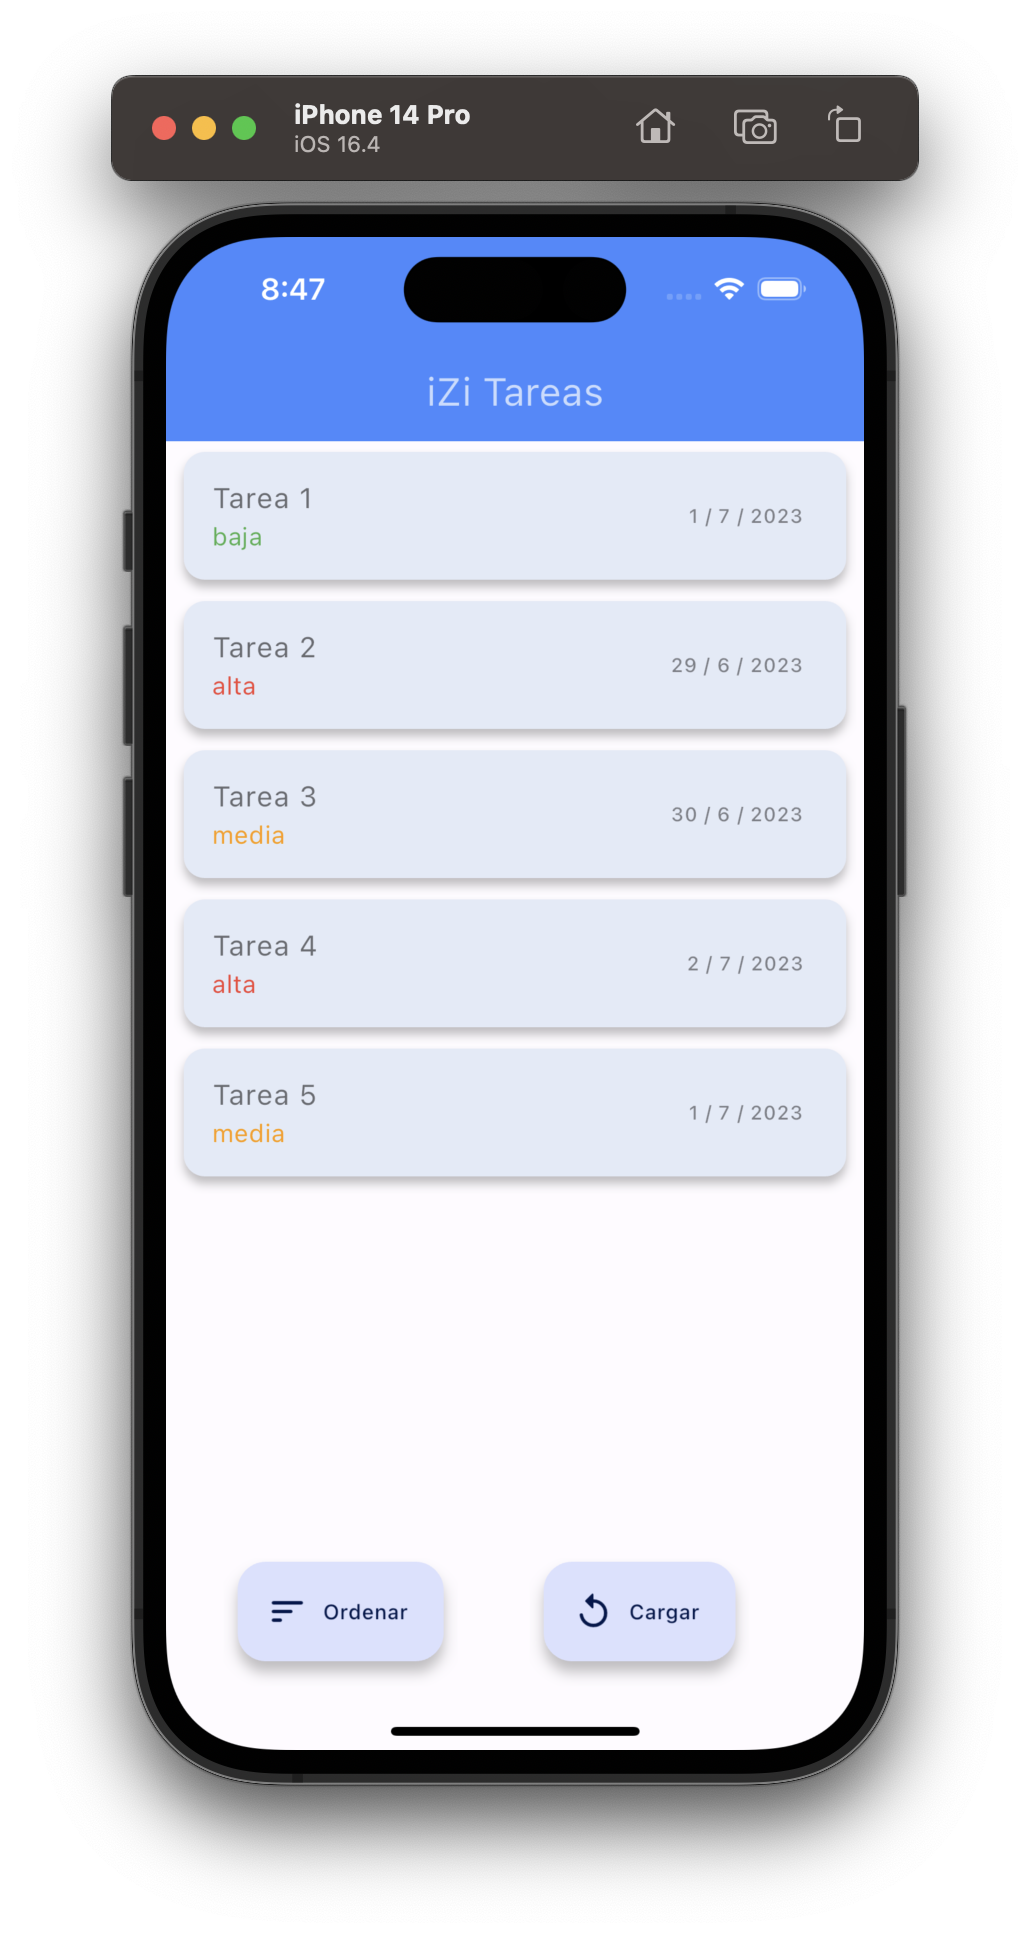 iPhone 14 Pro
iOS 16.4
8:47
iZi Tareas
Tarea 1
baja
1 / 7 / 2023
Tarea 2
alta
29 / 6 / 2023
Tarea 3
media
30 / 6 / 2023
Tarea 4
alta
2 / 7 / 2023
Tarea 5
media
1 / 7 / 2023
Ordenar
Cargar